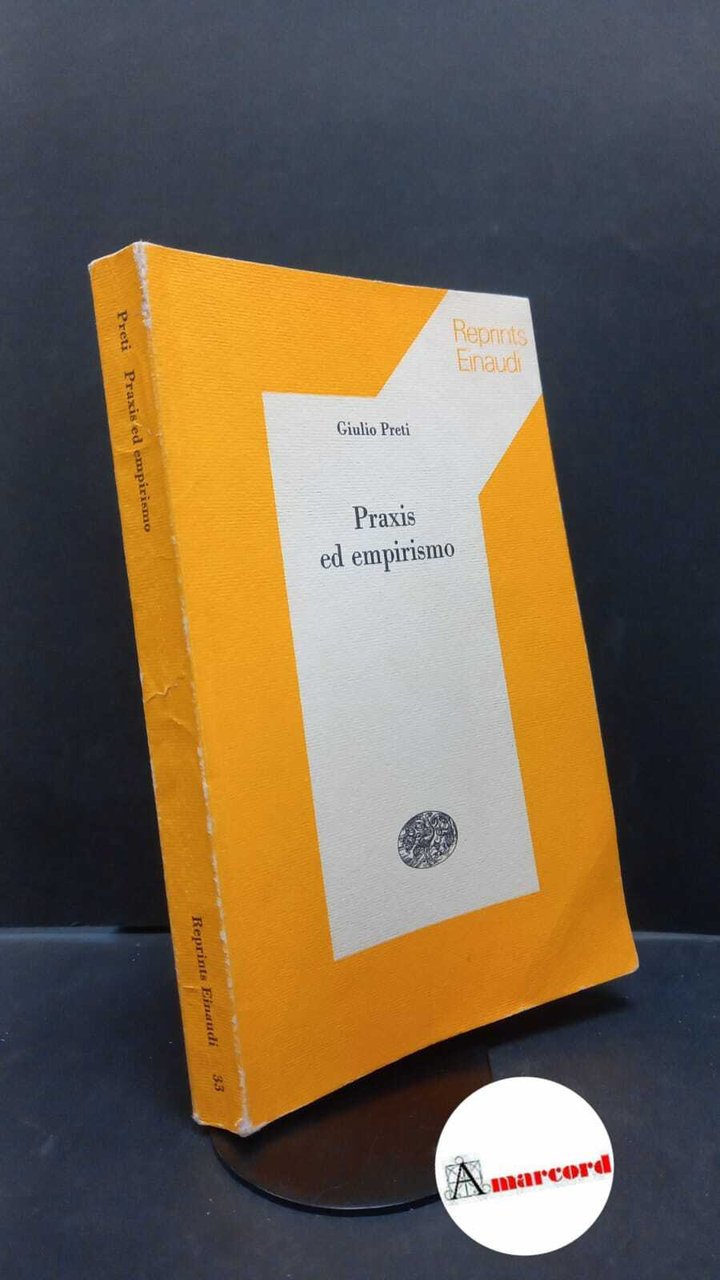 Reprints
Einaudi
Giulio Preti
Praxis
ed empirismo
Preti Praxis ed empirismo
Reprints Einaudi 33
Amarcord